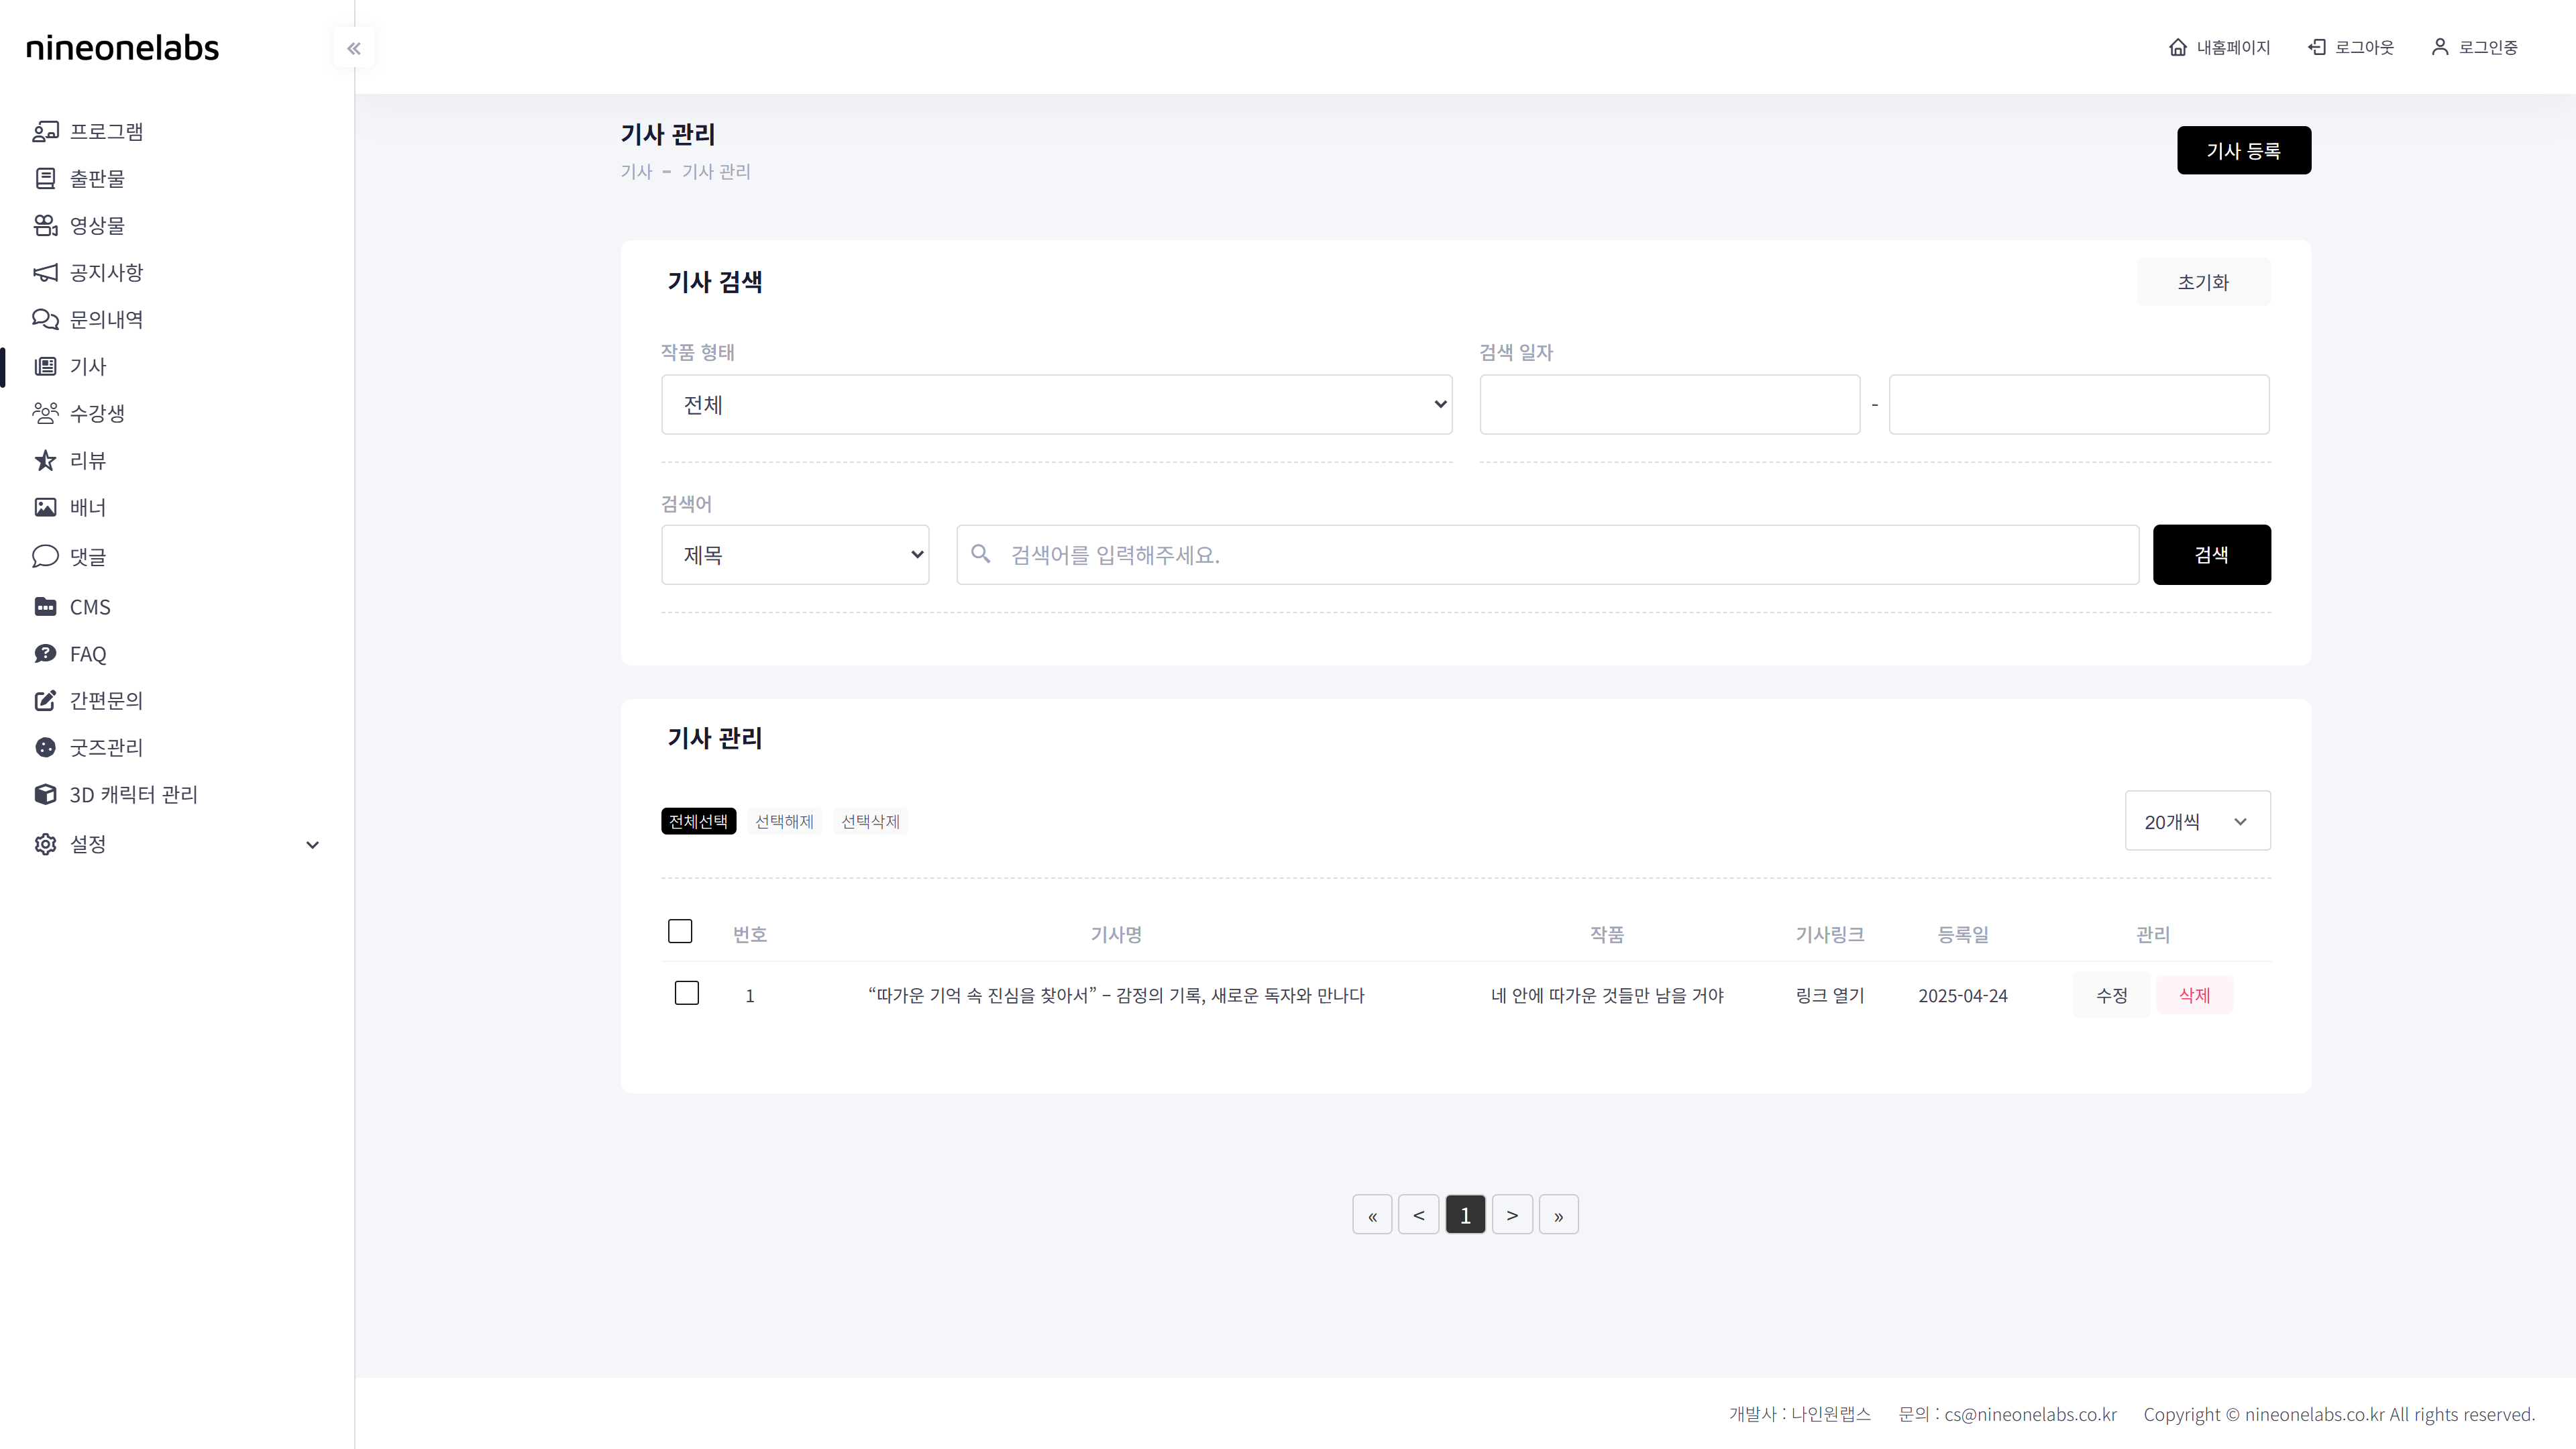 nineonelabs
내홈페이지 로그아웃 로그인중
프로그램
출판물
영상물
공지사항
문의내역
기사
수강생
리뷰
배너
댓글
CMS
FAQ
간편문의
굿즈관리
3D 캐릭터 관리
설정
기사 관리
기사 – 기사 관리
기사 등록
기사 검색
초기화
작품 형태
검색 일자
전체
-
검색어
제목
검색어를 입력해주세요.
검색
기사 관리
전체선택 선택해제 선택삭제
20개씩
번호 기사명 작품 기사링크 등록일 관리
1 “따가운 기억 속 진심을 찾아서” – 감정의 기록, 새로운 독자와 만나다 네 안에 따가운 것들만 남을 거야 링크 열기 2025-04-24 수정 삭제
« < 1 > »
개발사 : 나인원랩스 문의 : cs@nineonelabs.co.kr Copyright © nineonelabs.co.kr All rights reserved.